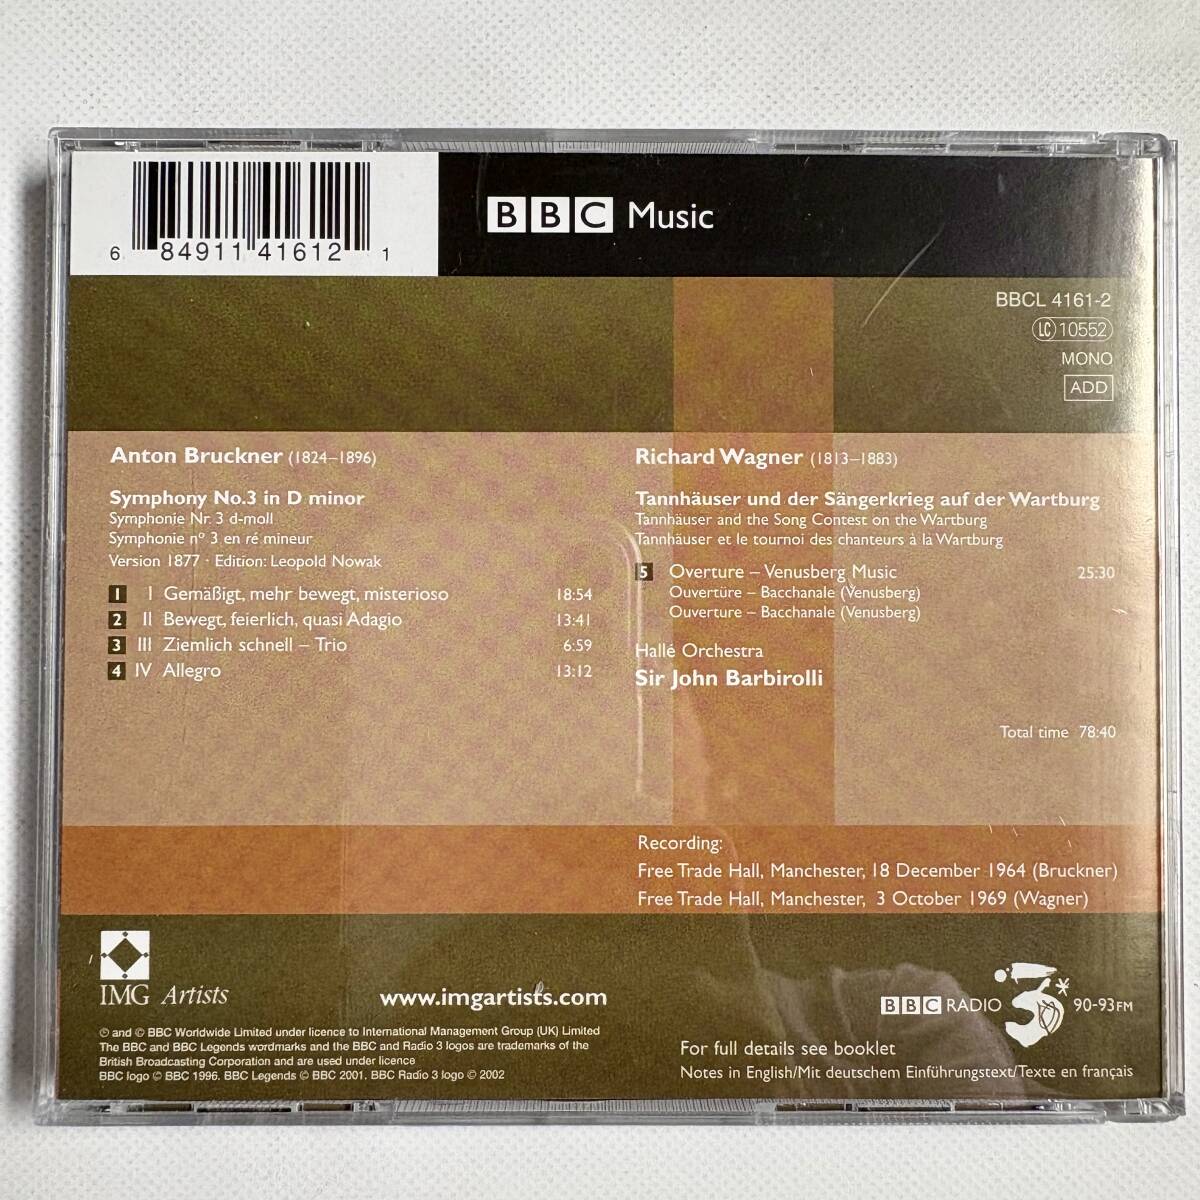 6 84911 41612 1
BBC Music
BBCL 4161-2
LC 10552
MONO
ADD
Anton Bruckner (1824–1896)
Symphony No.3 in D minor
Symphonie Nr. 3 d-moll
Symphonie nº 3 en ré mineur
Version 1877 · Edition: Leopold Nowak
1 I Gemäßigt, mehr bewegt, misterioso 18:54
2 II Bewegt, feierlich, quasi Adagio 13:41
3 III Ziemlich schnell – Trio 6:59
4 IV Allegro 13:12
Richard Wagner (1813–1883)
Tannhäuser und der Sängerkrieg auf der Wartburg
Tannhäuser and the Song Contest on the Wartburg
Tannhäuser et le tournoi des chanteurs à la Wartburg
5 Overture – Venusberg Music 25:30
Ouvertüre – Bacchanale (Venusberg)
Ouverture – Bacchanale (Venusberg)
Hallé Orchestra
Sir John Barbirolli
Total time 78:40
Recording:
Free Trade Hall, Manchester, 18 December 1964 (Bruckner)
Free Trade Hall, Manchester, 3 October 1969 (Wagner)
IMG Artists
www.imgartists.com
BBC RADIO 3 90-93FM
℗ and © BBC Worldwide Limited under licence to International Management Group (UK) Limited
The BBC and BBC Legends wordmarks and the BBC and Radio 3 logos are trademarks of the
British Broadcasting Corporation and are used under licence
BBC logo © BBC 1996. BBC Legends © BBC 2001. BBC Radio 3 logo © 2002
For full details see booklet
Notes in English/Mit deutschem Einführungstext/Texte en français